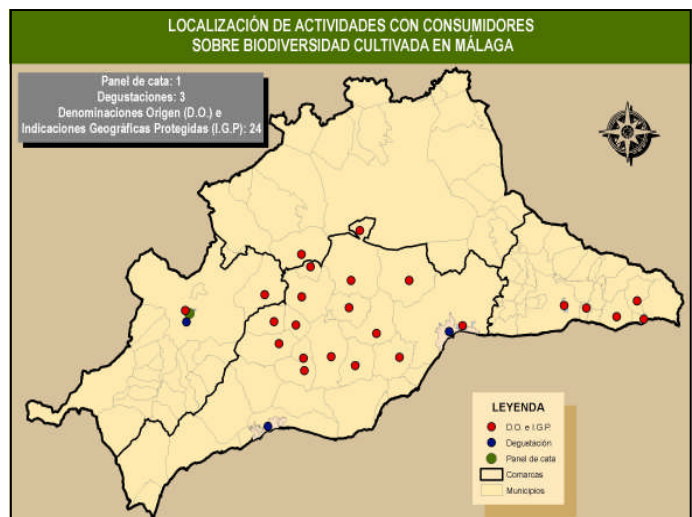 LOCALIZACIÓN DE ACTIVIDADES CON CONSUMIDORES
SOBRE BIODIVERSIDAD CULTIVADA EN MÁLAGA
Panel de cata: 1
Degustaciones: 3
Denominaciones Origen (D.O.) e
Indicaciones Geográficas Protegidas (I.G.P): 24
LEYENDA
D.O. e I.G.P.
Degustación
Panel de cata
Comarcas
Municipios